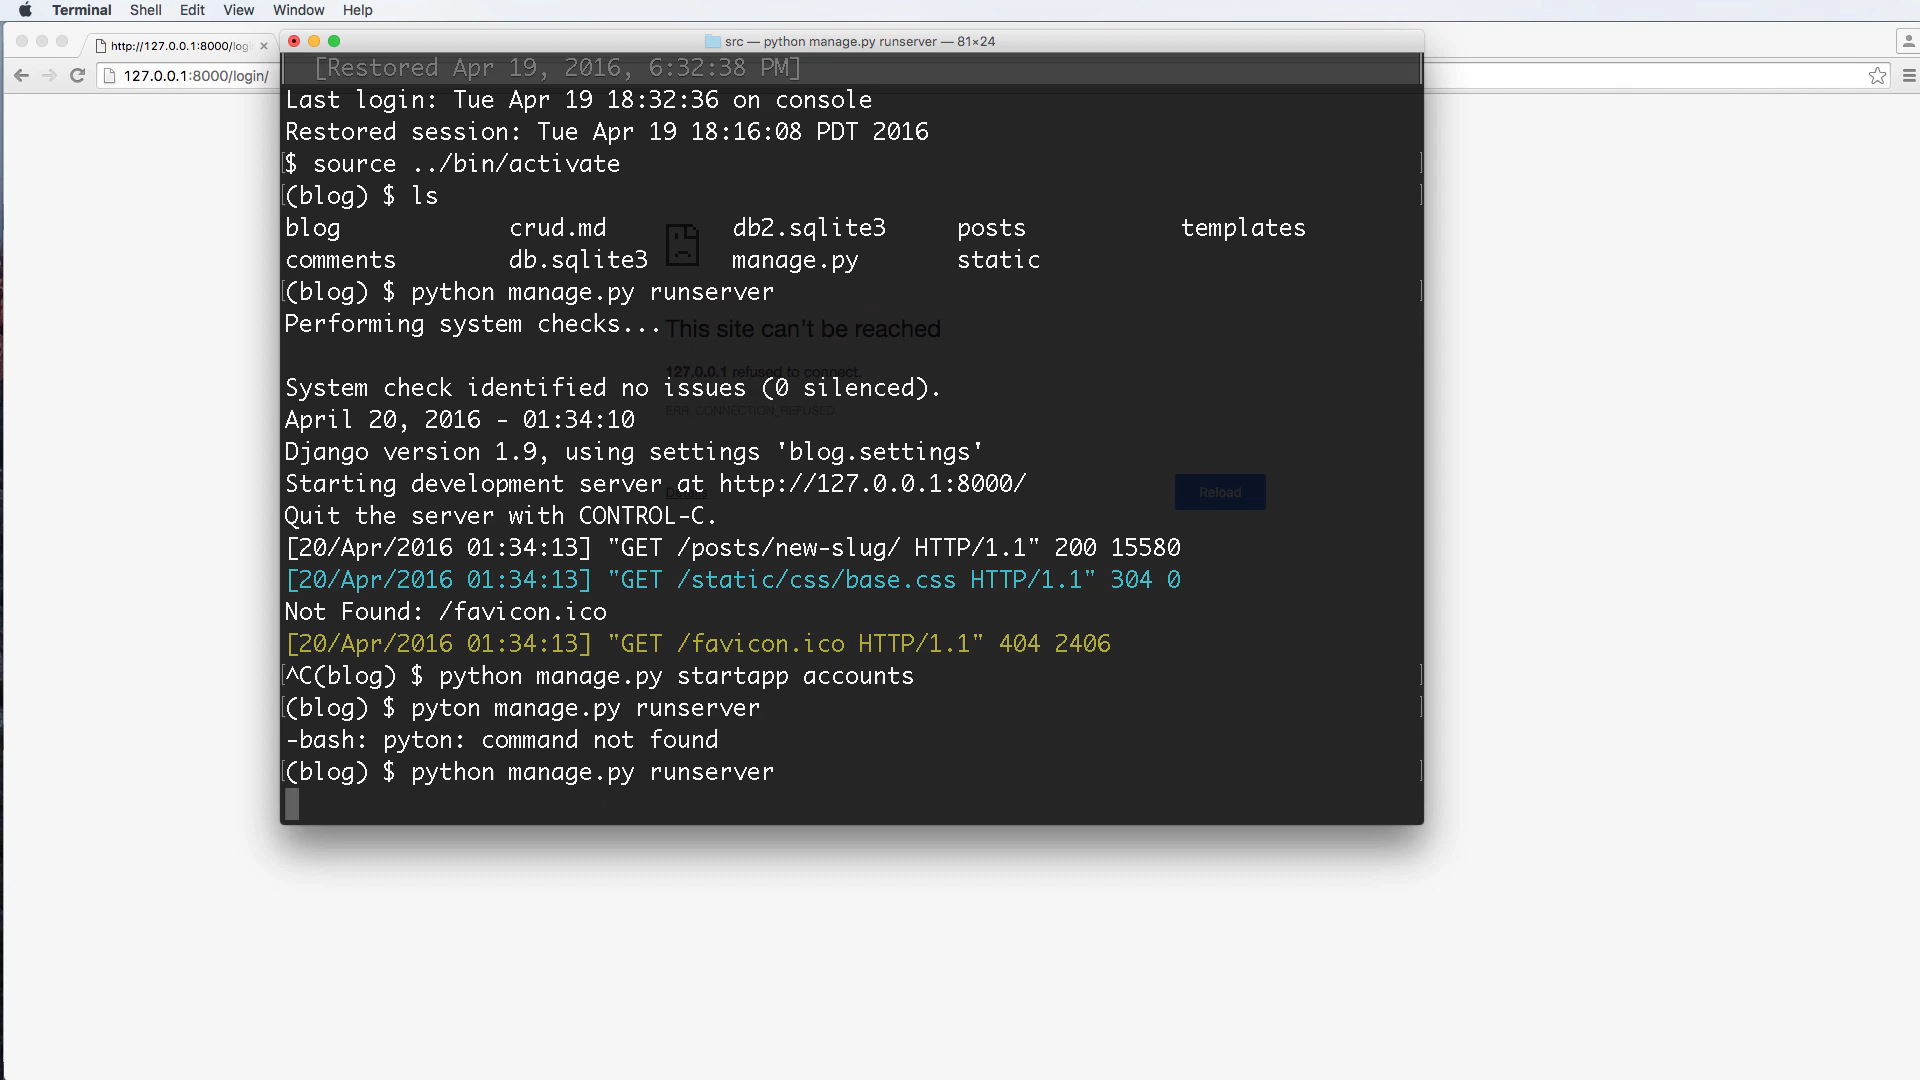 Terminal Shell Edit View Window Help
http://127.0.0.1:8000/log
src — python manage.py runserver — 81×24
127.0.0.1:8000/login/
[Restored Apr 19, 2016, 6:32:38 PM]
Last login: Tue Apr 19 18:32:36 on console
Restored session: Tue Apr 19 18:16:08 PDT 2016
$ source ../bin/activate
(blog) $ ls
blog crud.md db2.sqlite3 posts templates
comments db.sqlite3 manage.py static
(blog) $ python manage.py runserver
Performing system checks...
This site can’t be reached
127.0.0.1 refused to connect.
System check identified no issues (0 silenced).
ERR_CONNECTION_REFUSED
April 20, 2016 - 01:34:10
Django version 1.9, using settings 'blog.settings'
Starting development server at http://127.0.0.1:8000/
Details
Reload
Quit the server with CONTROL-C.
[20/Apr/2016 01:34:13] "GET /posts/new-slug/ HTTP/1.1" 200 15580
[20/Apr/2016 01:34:13] "GET /static/css/base.css HTTP/1.1" 304 0
Not Found: /favicon.ico
[20/Apr/2016 01:34:13] "GET /favicon.ico HTTP/1.1" 404 2406
^C(blog) $ python manage.py startapp accounts
(blog) $ pyton manage.py runserver
-bash: pyton: command not found
(blog) $ python manage.py runserver